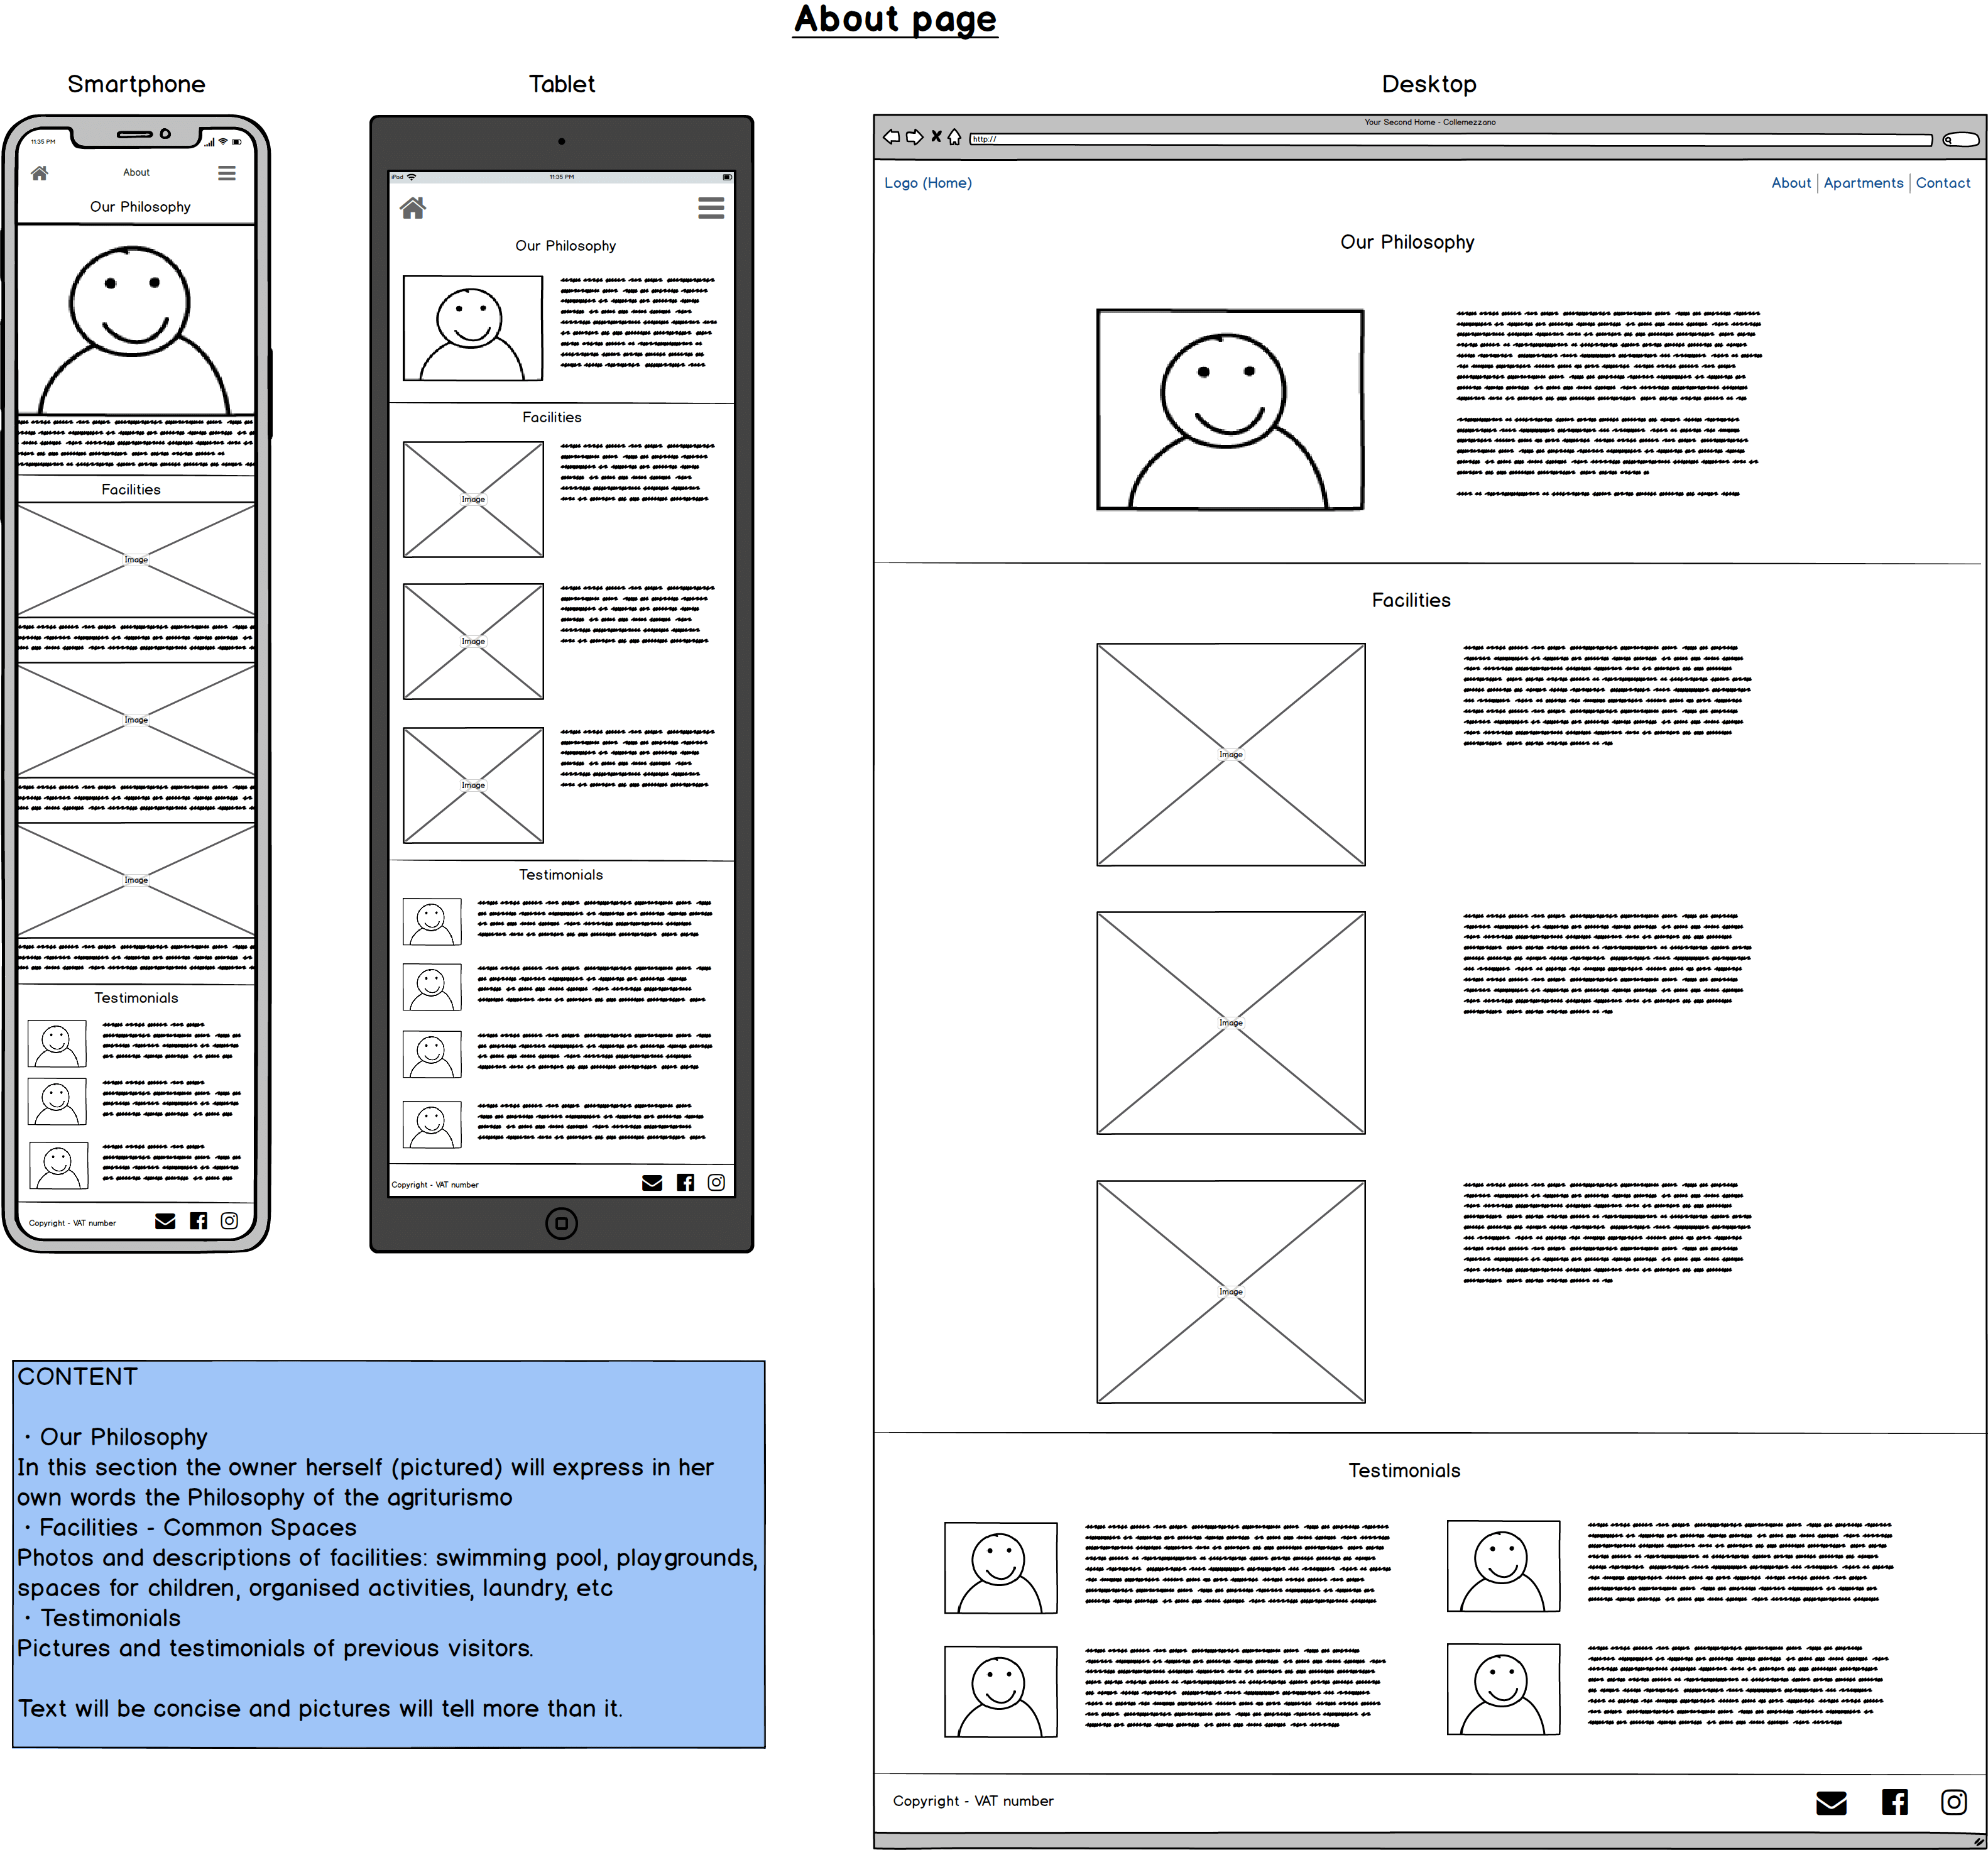 About page
Smartphone
11:35 PM
About
Our Philosophy
Facilities
Image
Image
Image
Testimonials
Copyright - VAT number
Tablet
iPod
11:35 PM
Our Philosophy
Facilities
Image
Image
Image
Testimonials
Copyright - VAT number
Desktop
Your Second Home - Collemezzano
http://
Logo (Home)
About
Apartments
Contact
Our Philosophy
Facilities
Image
Image
Image
Testimonials
Copyright - VAT number
CONTENT
• Our Philosophy
In this section the owner herself (pictured) will express in her
own words the Philosophy of the agriturismo
• Facilities - Common Spaces
Photos and descriptions of facilities: swimming pool, playgrounds,
spaces for children, organised activities, laundry, etc
• Testimonials
Pictures and testimonials of previous visitors.
Text will be concise and pictures will tell more than it.